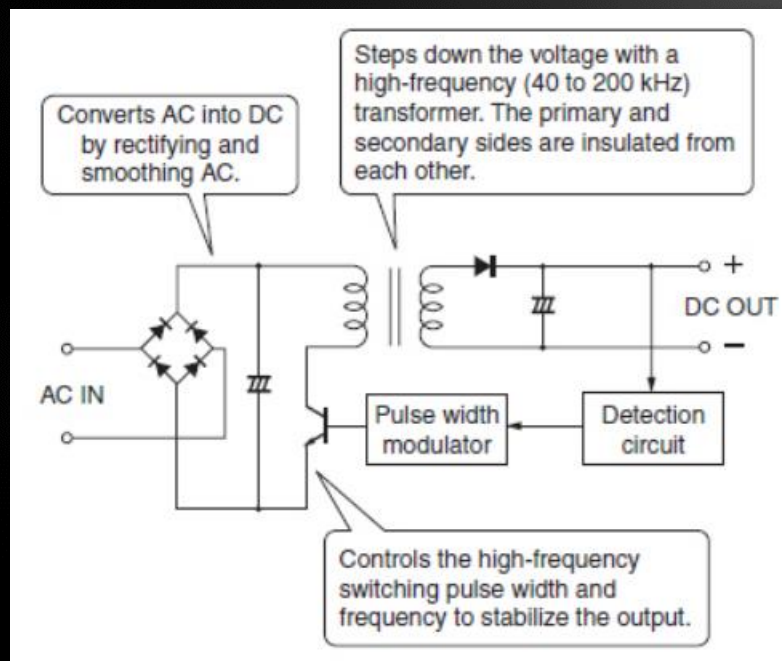 Steps down the voltage with a
high-frequency (40 to 200 kHz)
transformer. The primary and
secondary sides are insulated from
each other.
Converts AC into DC
by rectifying and
smoothing AC.
+
DC OUT
−
AC IN
Pulse width
modulator
Detection
circuit
Controls the high-frequency
switching pulse width and
frequency to stabilize the output.